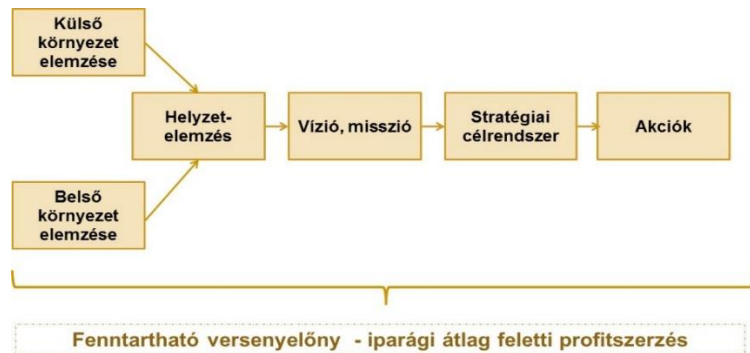 Külső
környezet
elemzése
Helyzet-
elemzés
Vízió, misszió
Stratégiai
célrendszer
Akciók
Belső
környezet
elemzése
Fenntartható versenyelőny - iparági átlag feletti profitszerzés